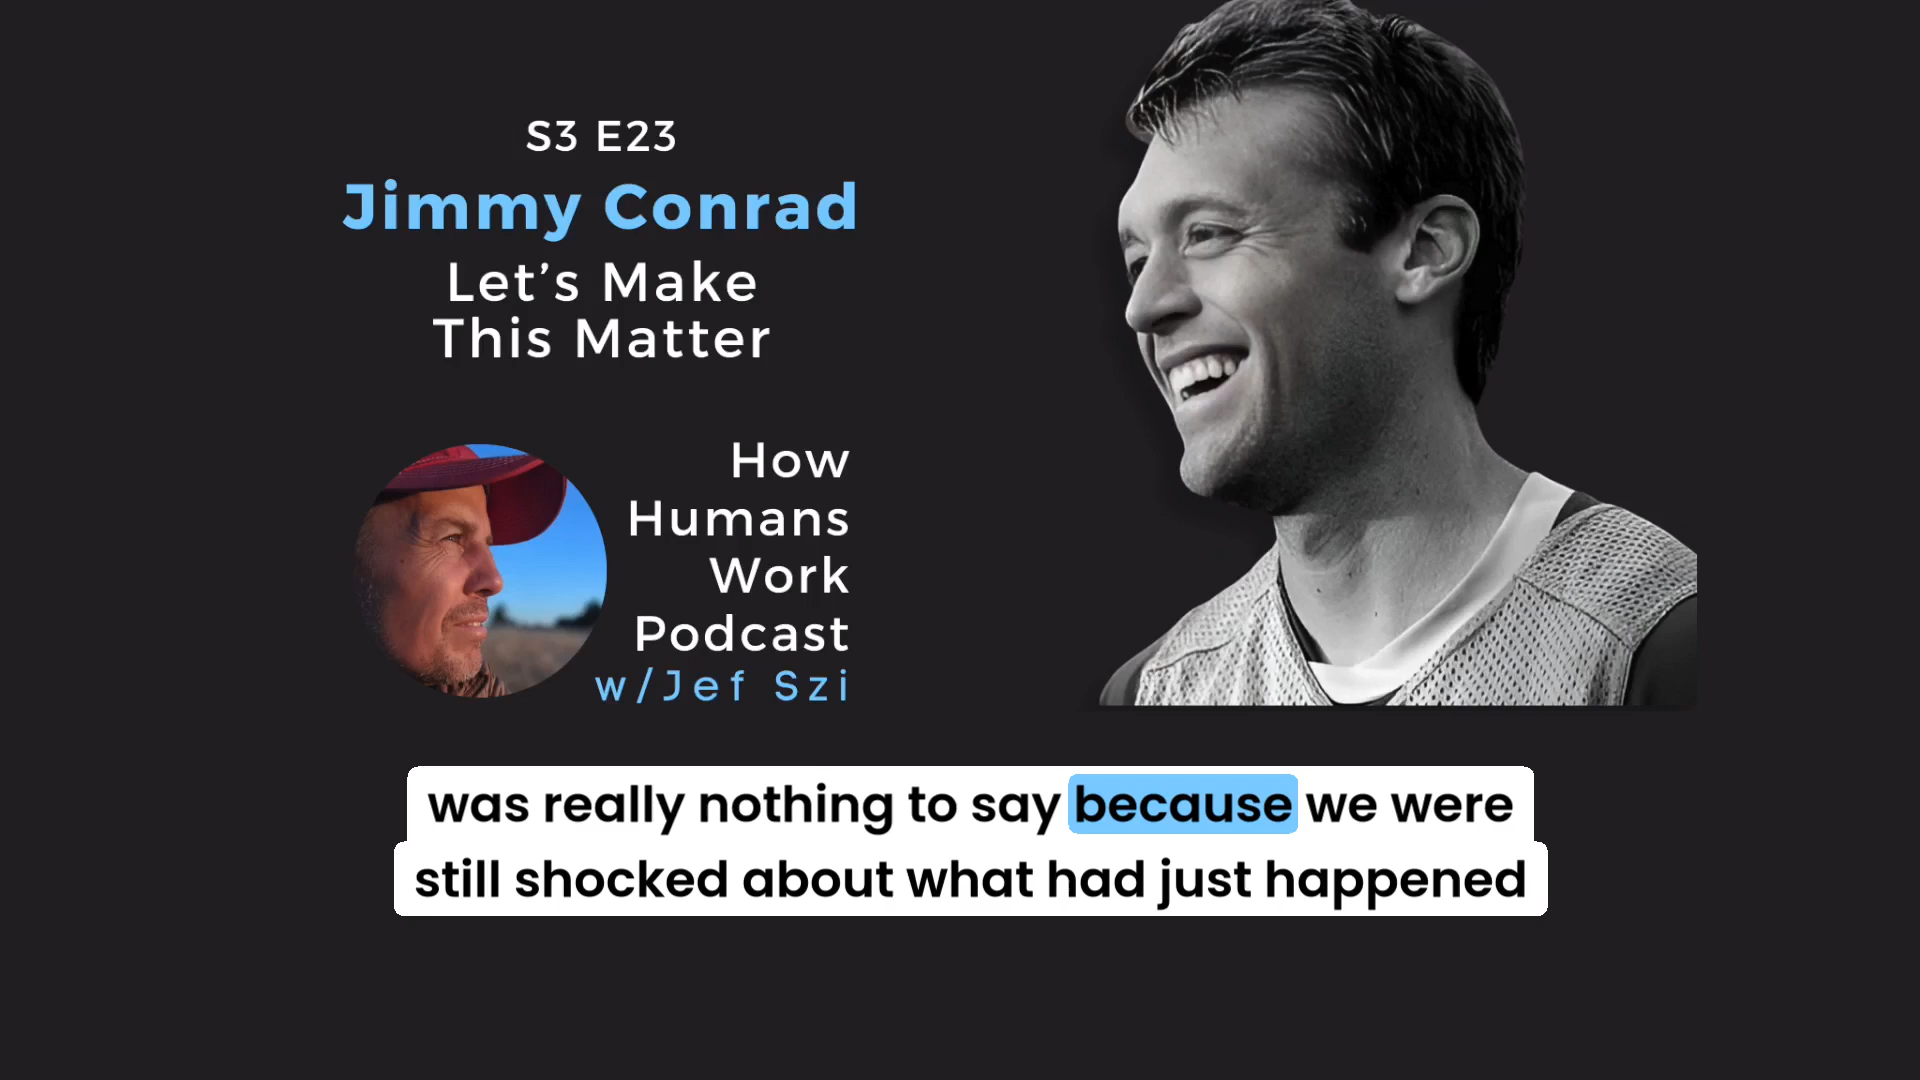 S3 E23
Jimmy Conrad
Let’s Make
This Matter
How
Humans
Work
Podcast
w/Jef Szi
was really nothing to say because we were
still shocked about what had just happened